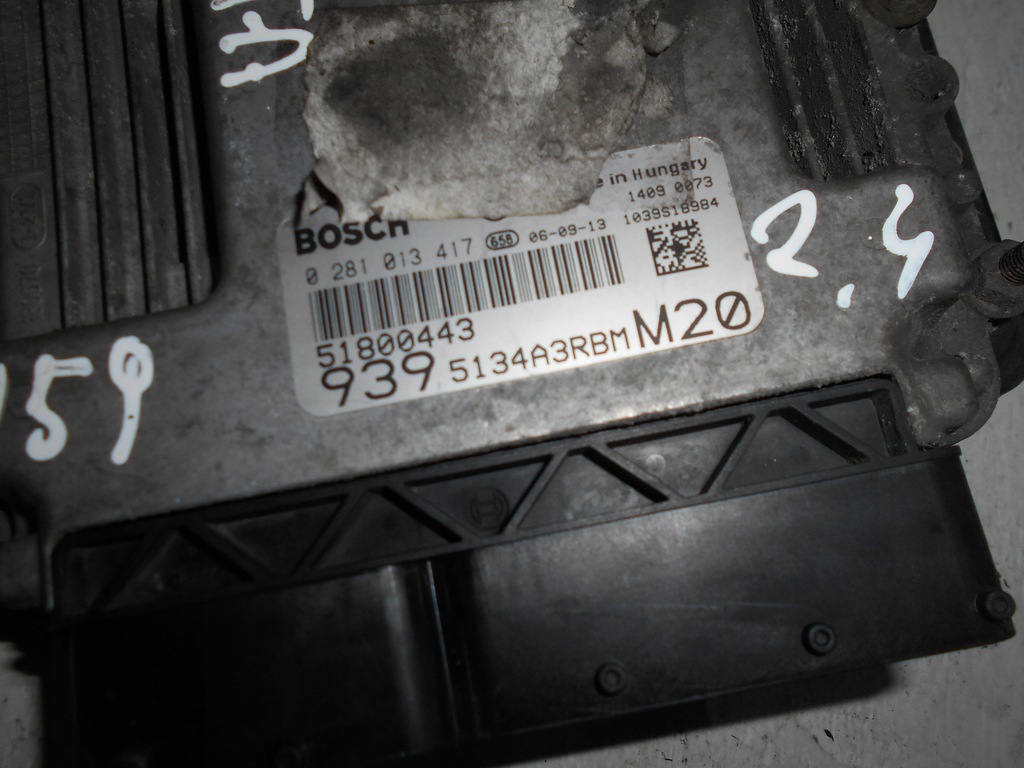 159
2.4
e in Hungary
1409 0073
1039S18984
BOSCH
0 281 013 417 656 06-09-13
51800443
939 5134A3RBM M20